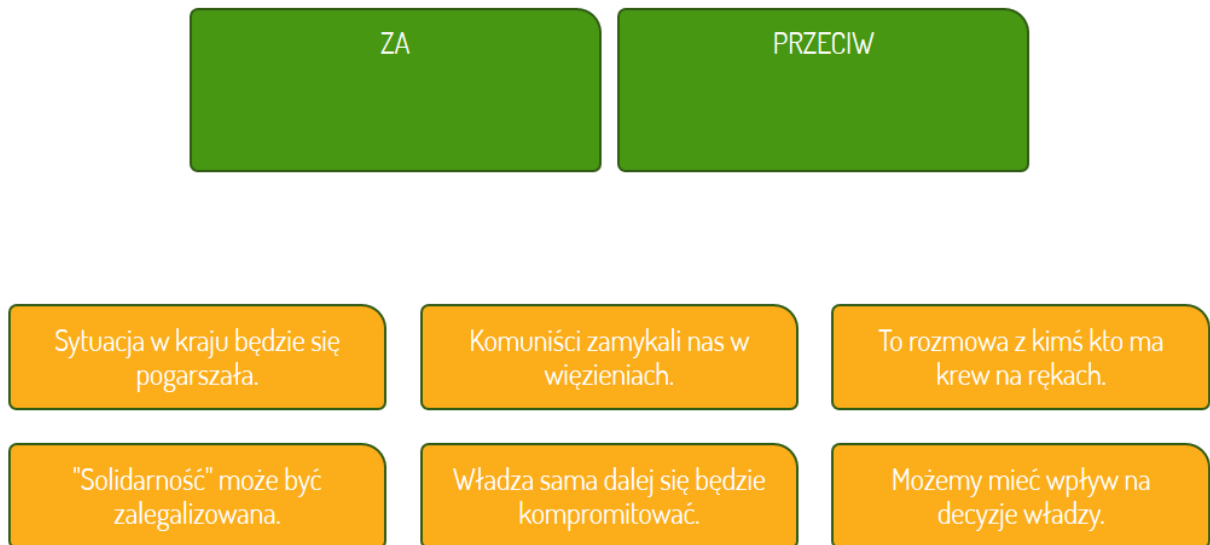 ZA
PRZECIW
Sytuacja w kraju będzie się
pogarszała.
Komuniści zamykali nas w
więzieniach.
To rozmowa z kimś kto ma
krew na rękach.
"Solidarność" może być
zalegalizowana.
Władza sama dalej się będzie
kompromitować.
Możemy mieć wpływ na
decyzje władzy.